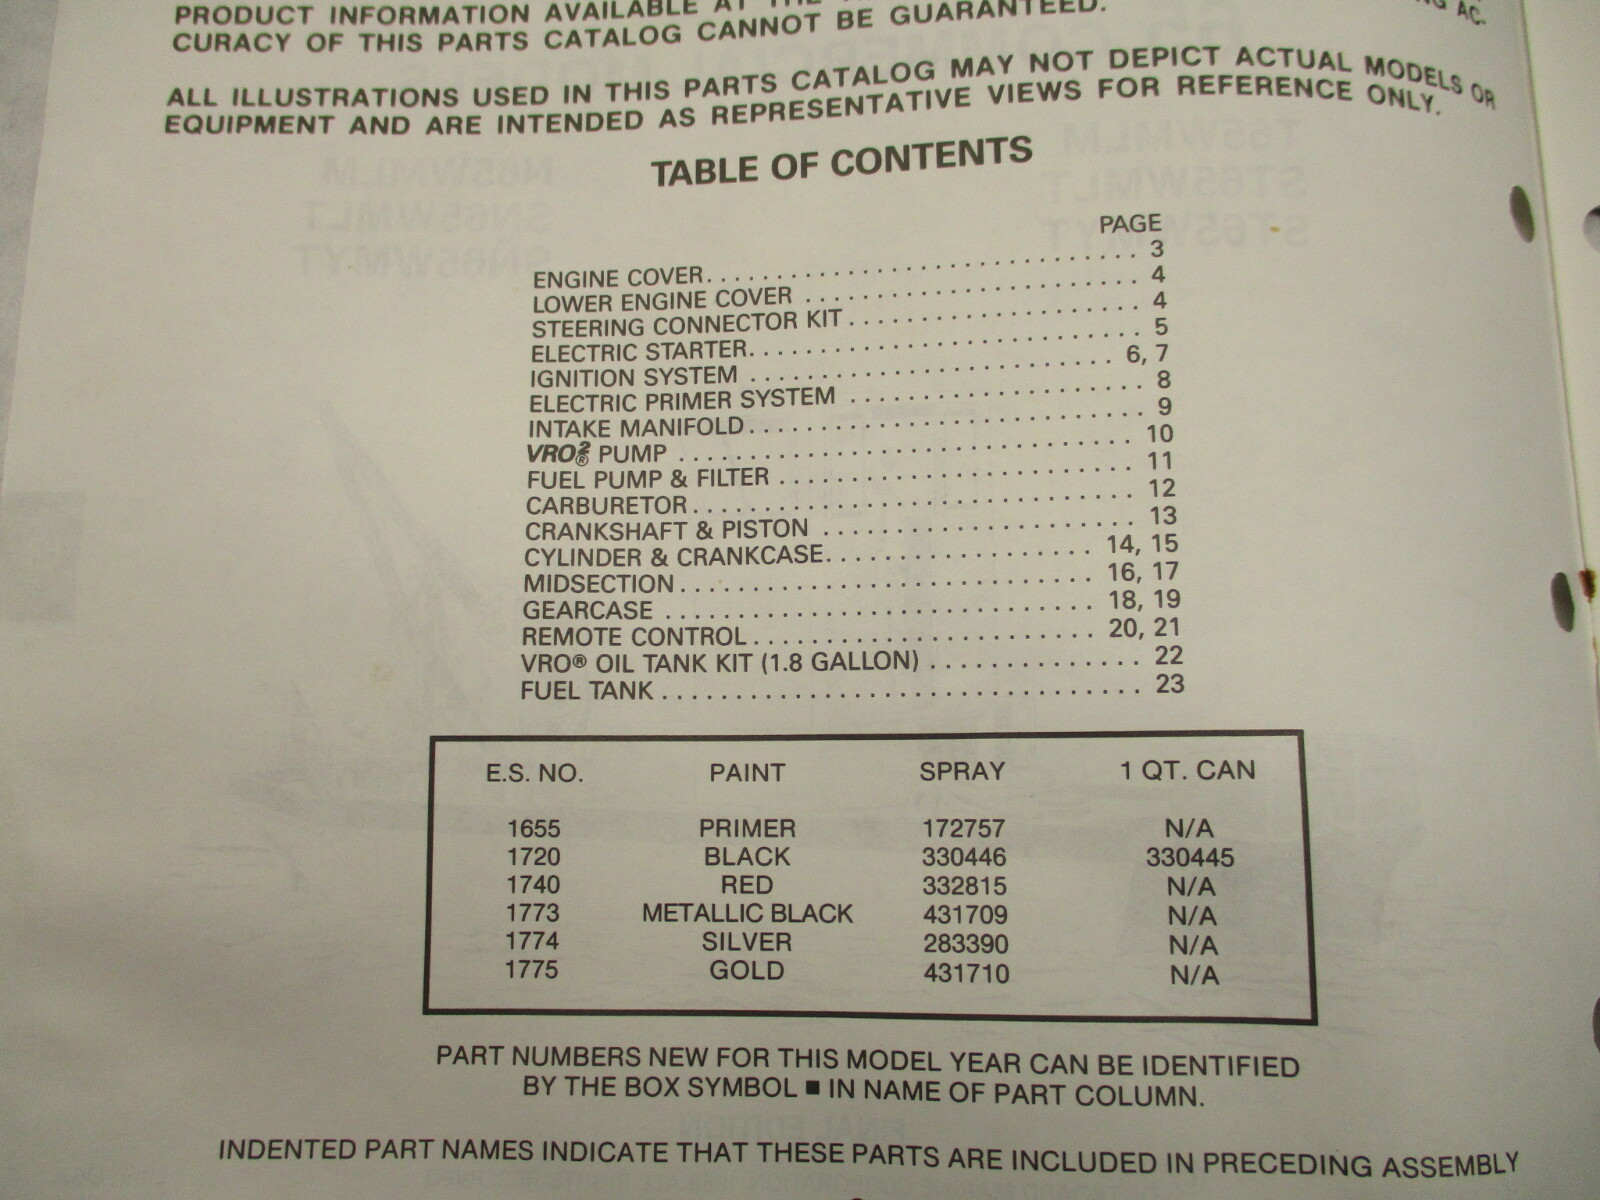 PRODUCT INFORMATION AVAILABLE AT THE
CURACY OF THIS PARTS CATALOG CANNOT BE GUARANTEED. AC-
ALL ILLUSTRATIONS USED IN THIS PARTS CATALOG MAY NOT DEPICT ACTUAL MODELS OR
EQUIPMENT AND ARE INTENDED AS REPRESENTATIVE VIEWS FOR REFERENCE ONLY.
TABLE OF CONTENTS
PAGE
ENGINE COVER. . . . . . . . . . . . . . . . . . . . . . . . . . . . . . . 3
LOWER ENGINE COVER . . . . . . . . . . . . . . . . . . . . . . . . 4
STEERING CONNECTOR KIT . . . . . . . . . . . . . . . . . . . . . 4
ELECTRIC STARTER. . . . . . . . . . . . . . . . . . . . . . . . . . . . 5
IGNITION SYSTEM . . . . . . . . . . . . . . . . . . . . . . . . . . 6, 7
ELECTRIC PRIMER SYSTEM . . . . . . . . . . . . . . . . . . . . . 8
INTAKE MANIFOLD. . . . . . . . . . . . . . . . . . . . . . . . . . . . 9
VRO2® PUMP . . . . . . . . . . . . . . . . . . . . . . . . . . . . . . . 10
FUEL PUMP & FILTER . . . . . . . . . . . . . . . . . . . . . . . . . 11
CARBURETOR. . . . . . . . . . . . . . . . . . . . . . . . . . . . . . . 12
CRANKSHAFT & PISTON . . . . . . . . . . . . . . . . . . . . . . 13
CYLINDER & CRANKCASE. . . . . . . . . . . . . . . . . . . 14, 15
MIDSECTION . . . . . . . . . . . . . . . . . . . . . . . . . . . . . 16, 17
GEARCASE . . . . . . . . . . . . . . . . . . . . . . . . . . . . . . 18, 19
REMOTE CONTROL . . . . . . . . . . . . . . . . . . . . . . . . 20, 21
VRO® OIL TANK KIT (1.8 GALLON) . . . . . . . . . . . . . . 22
FUEL TANK . . . . . . . . . . . . . . . . . . . . . . . . . . . . . . . . . 23
E.S. NO. PAINT SPRAY 1 QT. CAN
1655 PRIMER 172757 N/A
1720 BLACK 330446 330445
1740 RED 332815 N/A
1773 METALLIC BLACK 431709 N/A
1774 SILVER 283390 N/A
1775 GOLD 431710 N/A
PART NUMBERS NEW FOR THIS MODEL YEAR CAN BE IDENTIFIED
BY THE BOX SYMBOL ■ IN NAME OF PART COLUMN.
INDENTED PART NAMES INDICATE THAT THESE PARTS ARE INCLUDED IN PRECEDING ASSEMBLY